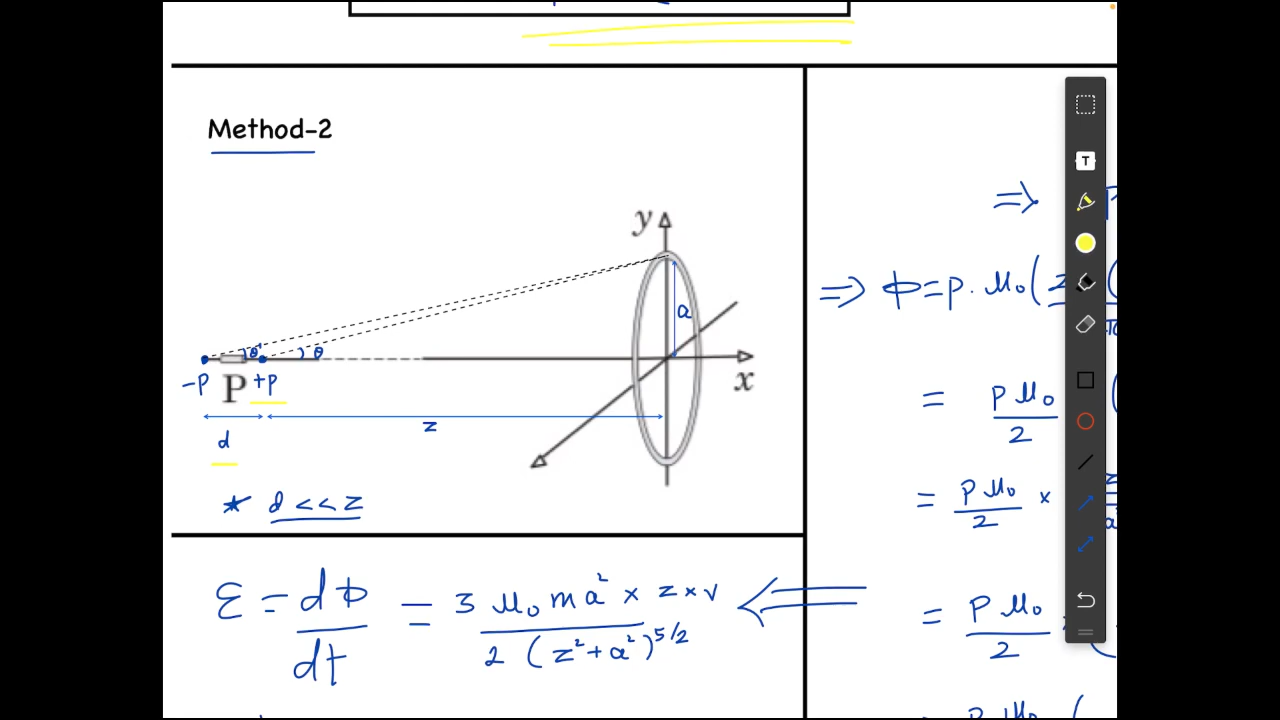 Method-2
y
a
θ' θ
x
-P P +P
d
z
* d << z
ε = dΦ/dt = 3 μ₀ m a² × z × v / 2 (z² + a²)^5/2
⇒
⇒ Φ = p. μ₀ (
= P μ₀ / 2 (
= P μ₀ / 2 ×
= P μ₀ / 2
P μ₀ (
T